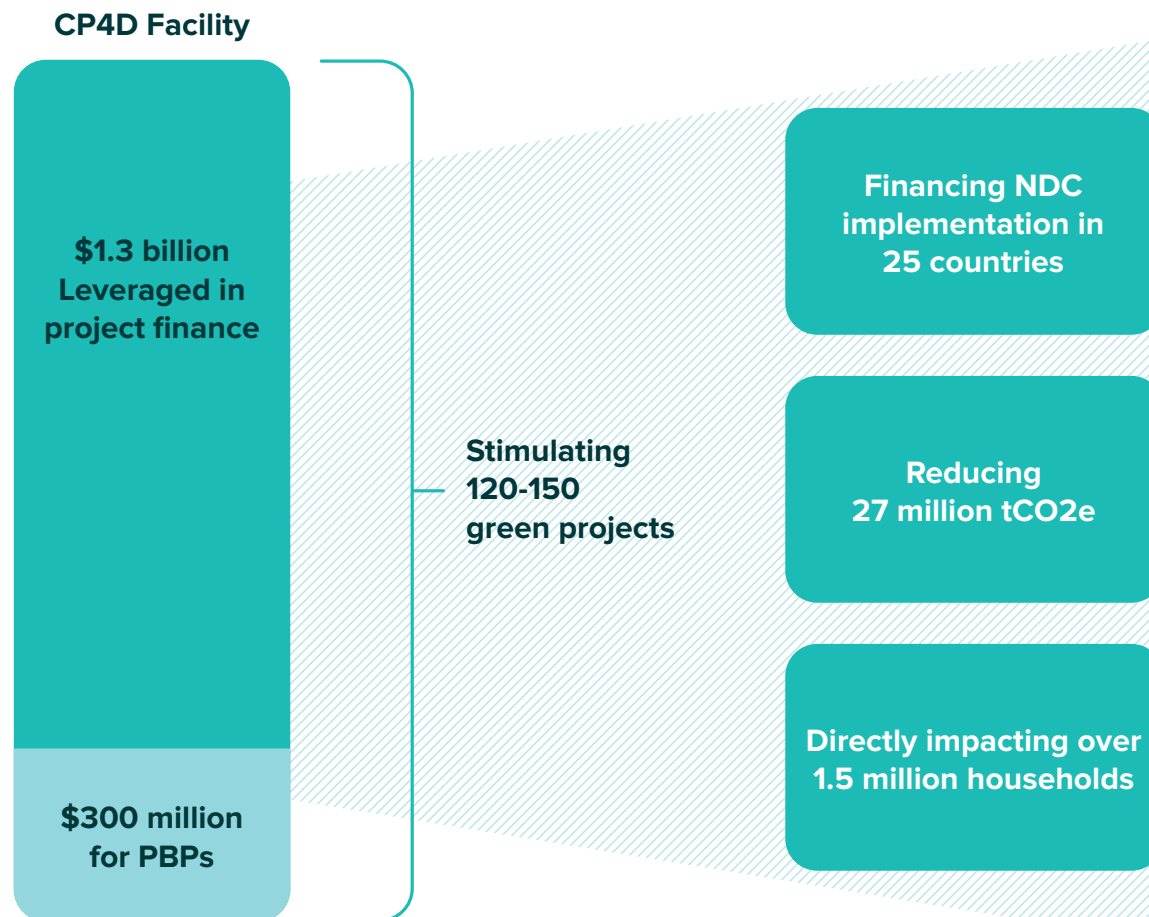 CP4D Facility
$1.3 billion
Leveraged in
project finance
$300 million
for PBPs
Stimulating
120-150
green projects
Financing NDC
implementation in
25 countries
Reducing
27 million tCO2e
Directly impacting over
1.5 million households